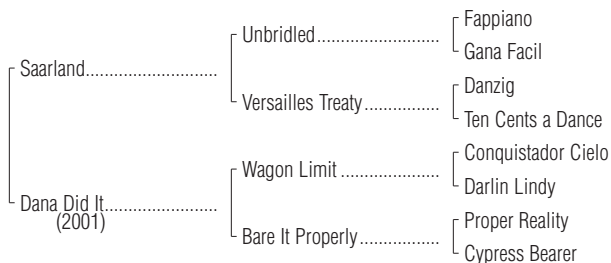 Fappiano
Unbridled..........................
Gana Facil
Saarland............................
Danzig
Versailles Treaty................
Ten Cents a Dance
Conquistador Cielo
Wagon Limit .....................
Darlin Lindy
Dana Did It........................
(2001)
Proper Reality
Bare It Properly.................
Cypress Bearer